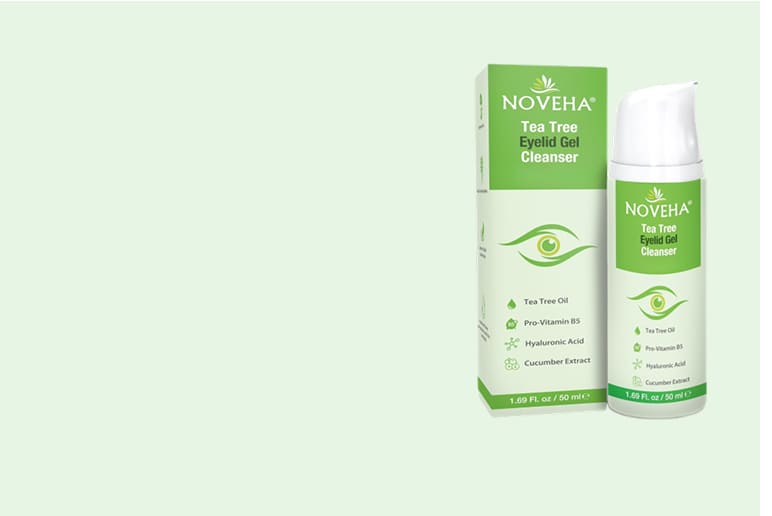 NOVEHA®
Tea Tree
Eyelid Gel
Cleanser
Tea Tree Oil
B5
Pro-Vitamin B5
Hyaluronic Acid
Cucumber Extract
1.69 Fl. oz / 50 ml ℮
NOVEHA®
Tea Tree
Eyelid Gel
Cleanser
Tea Tree Oil
Pro-Vitamin B5
Hyaluronic Acid
Cucumber Extract
1.69 Fl. oz / 50 ml ℮